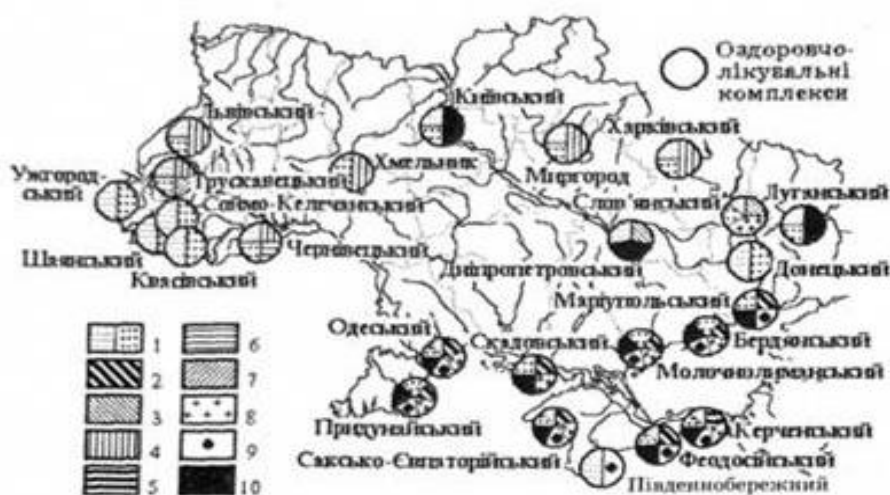 Оздоровчо-
лікувальні
комплекси
Київський
Львівський
Харківський
Ужгород-
ський
Хмельник
Миргород
Трускавецький
Слов'янський
Луганський
Шаянський
Чернівецький
Квасівський
Дніпропетровський
Донецький
Маріупольський
Одеський
Скадовський
Бердянський
Молочнолиманський
Придунайський
Керченський
Сакско-Євпаторійський
Феодосійський
Південнобережний
1 6
2 7
3 8
4 9
5 10